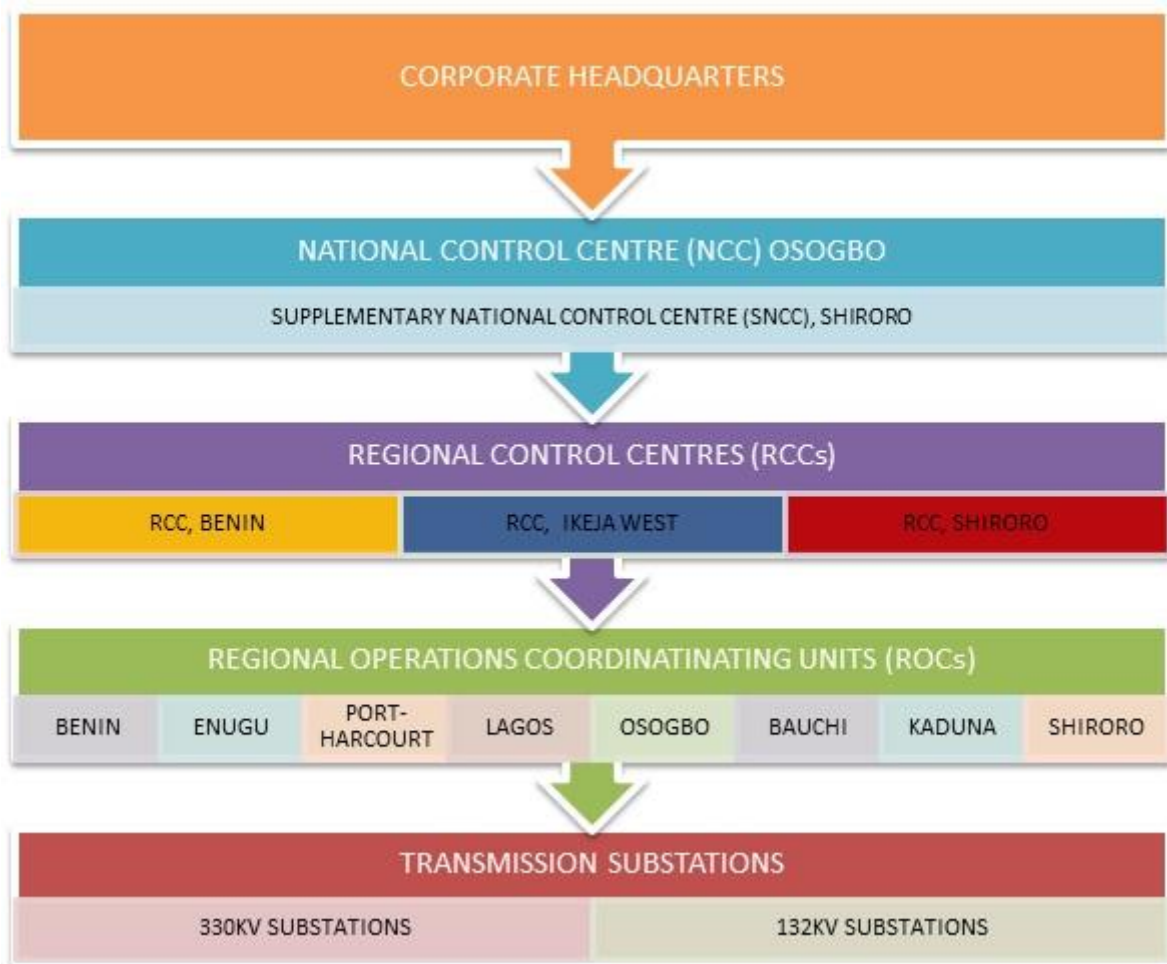 CORPORATE HEADQUARTERS
NATIONAL CONTROL CENTRE (NCC) OSOGBO
SUPPLEMENTARY NATIONAL CONTROL CENTRE (SNCC), SHIRORO
REGIONAL CONTROL CENTRES (RCCs)
RCC, BENIN
RCC, IKEJA WEST
RCC, SHIRORO
REGIONAL OPERATIONS COORDINATINATING UNITS (ROCs)
BENIN
ENUGU
PORT-
HARCOURT
LAGOS
OSOGBO
BAUCHI
KADUNA
SHIRORO
TRANSMISSION SUBSTATIONS
330KV SUBSTATIONS
132KV SUBSTATIONS